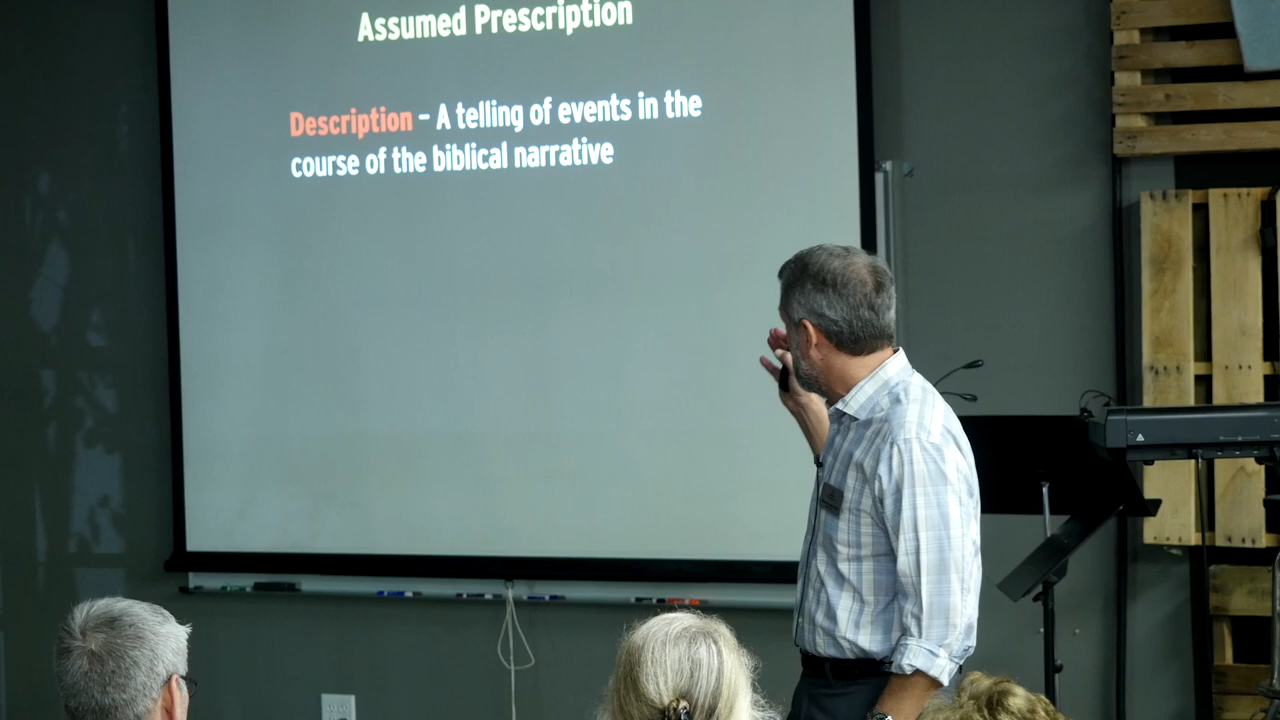 Assumed Prescription
Description – A telling of events in the
course of the biblical narrative